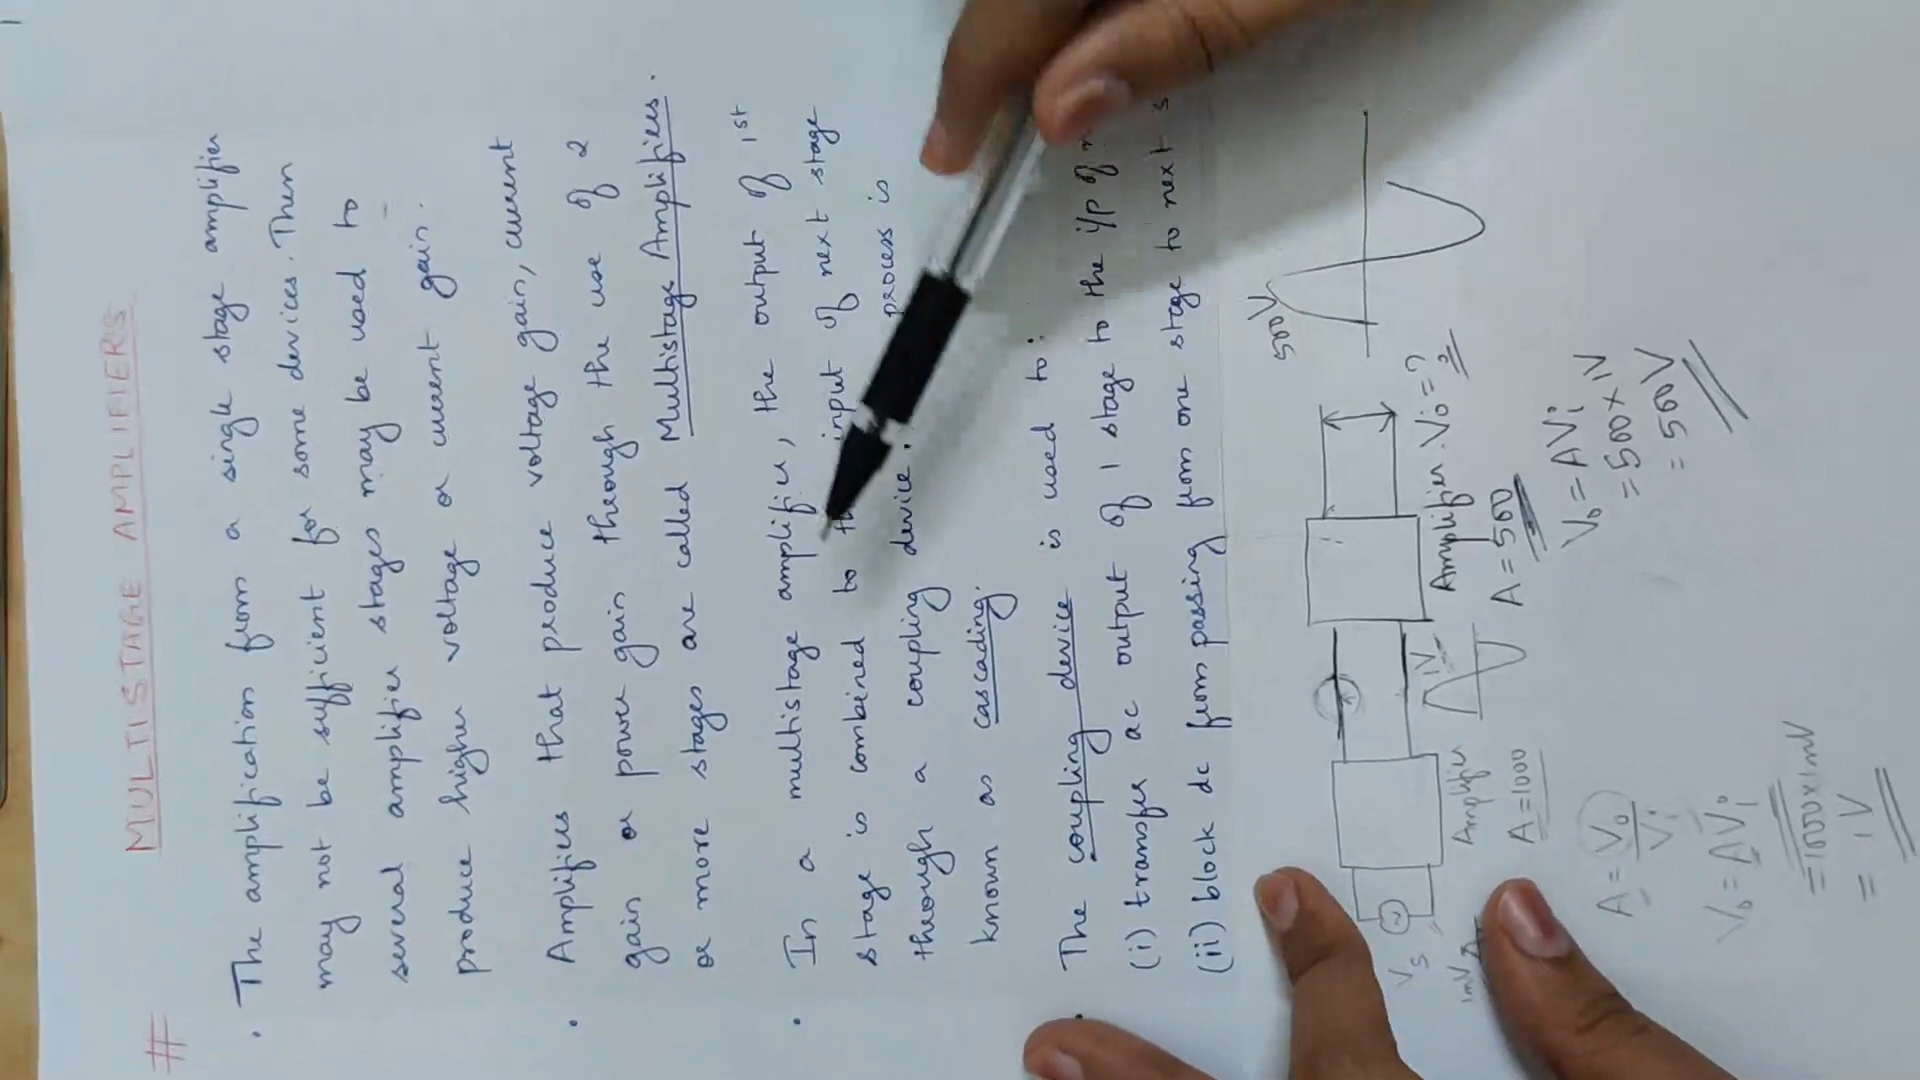 # MULTISTAGE AMPLIFIERS
• The amplification from a single stage amplifier
may not be sufficient for some devices. Then
several amplifier stages may be used to
produce higher voltage or current gain.
• Amplifiers that produce voltage gain, current
gain or power gain through the use of 2
or more stages are called Multistage Amplifiers.
• In a multistage amplifier, the output of 1st
stage is combined to input of next stage
through a coupling device. process is
known as cascading.
• The coupling device is used to:
(i) transfer ac output of 1 stage to the i/p of
(ii) block dc from passing from one stage to next s
Vs
1mV
Amplifier
A=1000
1V
Amplifier
A=500
Vo=?
500V
A = Vo/Vi
Vo = AVi
=1000×1mV
= 1V
Vo = AVi
= 500×1V
= 500V